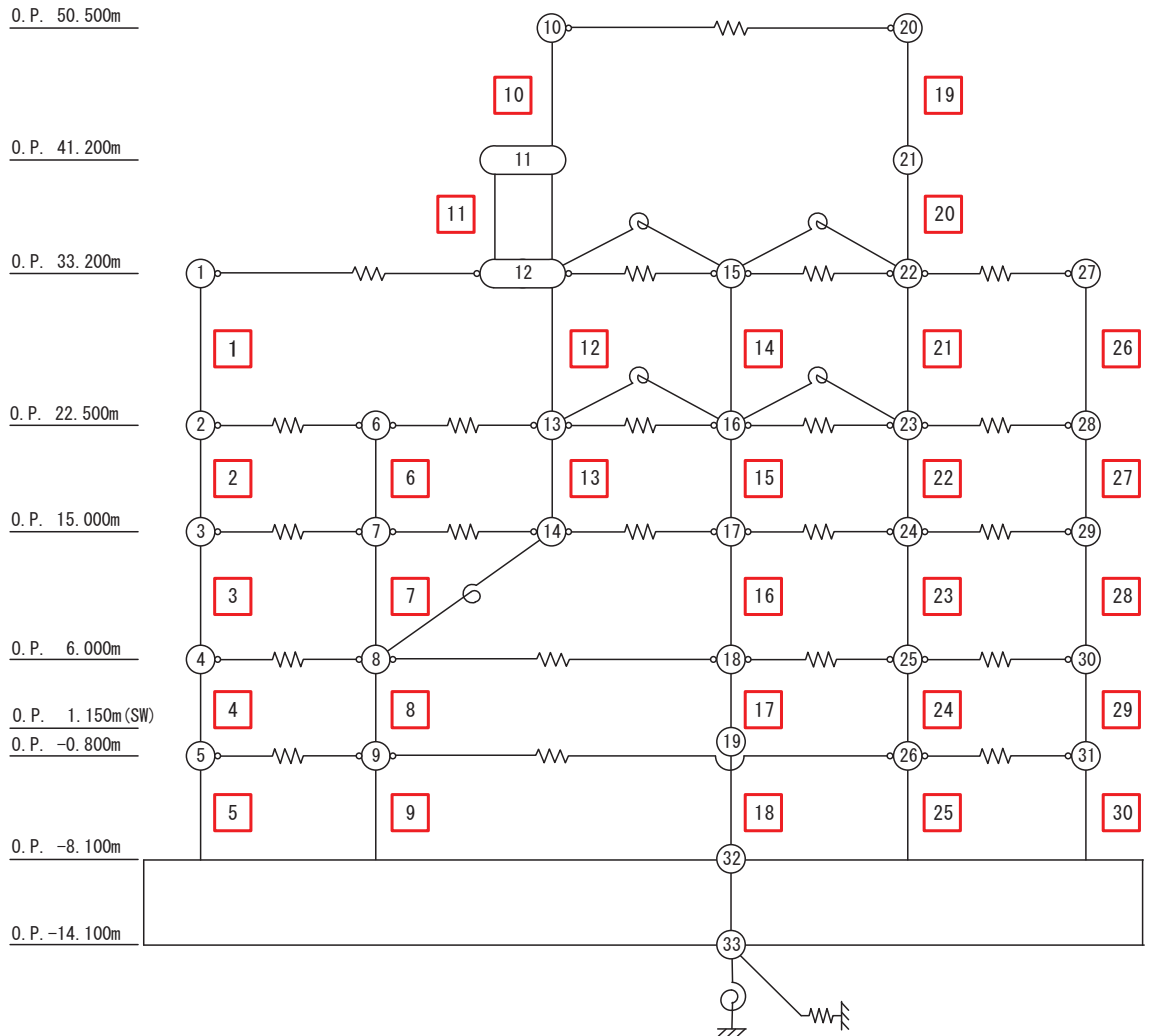 O.P. 50.500m
10 20
10 19
O.P. 41.200m
11 21
11 20
O.P. 33.200m
1 12 15 22 27
1 12 14 21 26
O.P. 22.500m
2 6 13 16 23 28
2 6 13 15 22 27
O.P. 15.000m
3 7 14 17 24 29
3 7 16 23 28
O.P. 6.000m
4 8 18 25 30
4 8 17 24 29
O.P. 1.150m(SW)
19
O.P. -0.800m
5 9 26 31
5 9 18 25 30
O.P. -8.100m
32
O.P.-14.100m
33